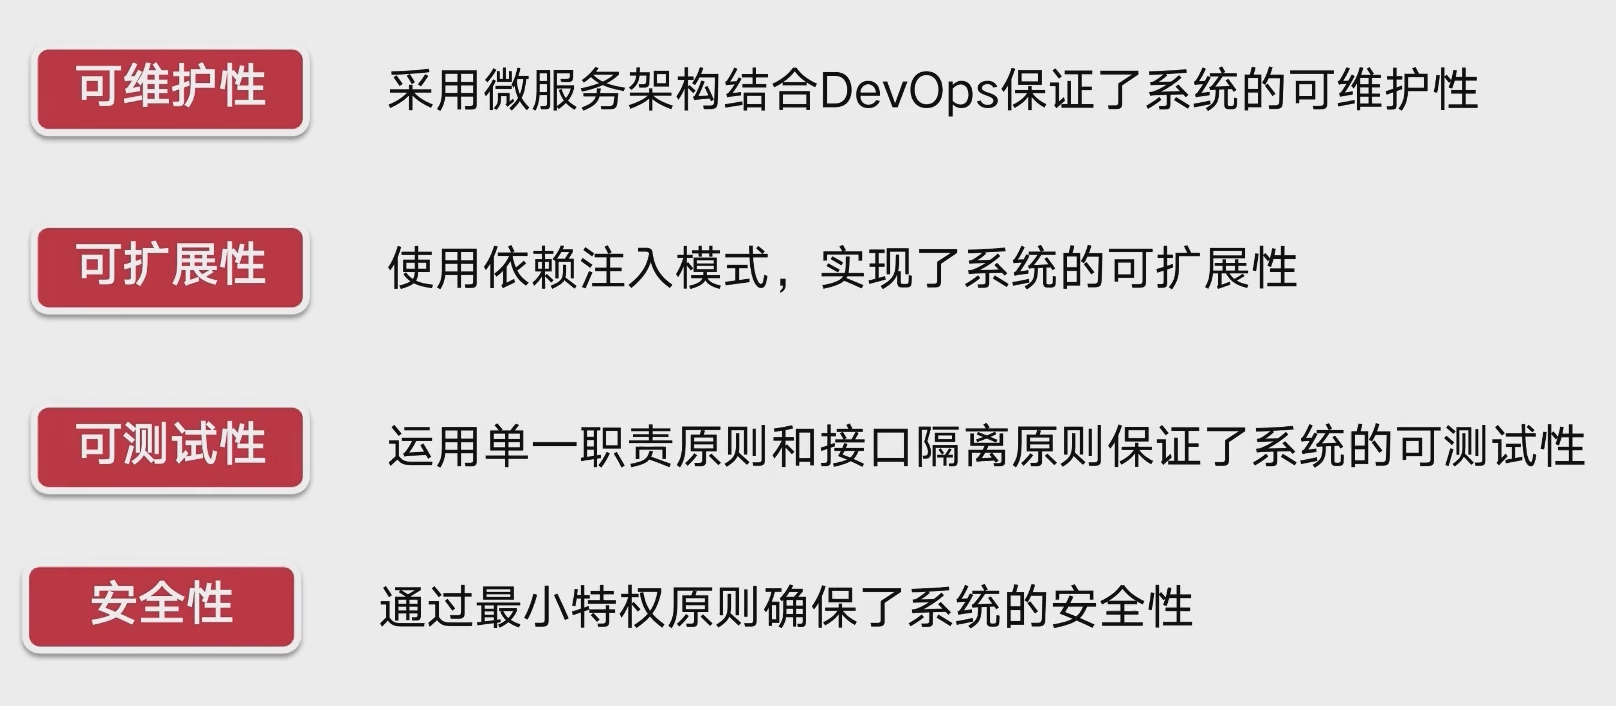 可维护性
采用微服务架构结合DevOps保证了系统的可维护性
可扩展性
使用依赖注入模式，实现了系统的可扩展性
可测试性
运用单一职责原则和接口隔离原则保证了系统的可测试性
安全性
通过最小特权原则确保了系统的安全性